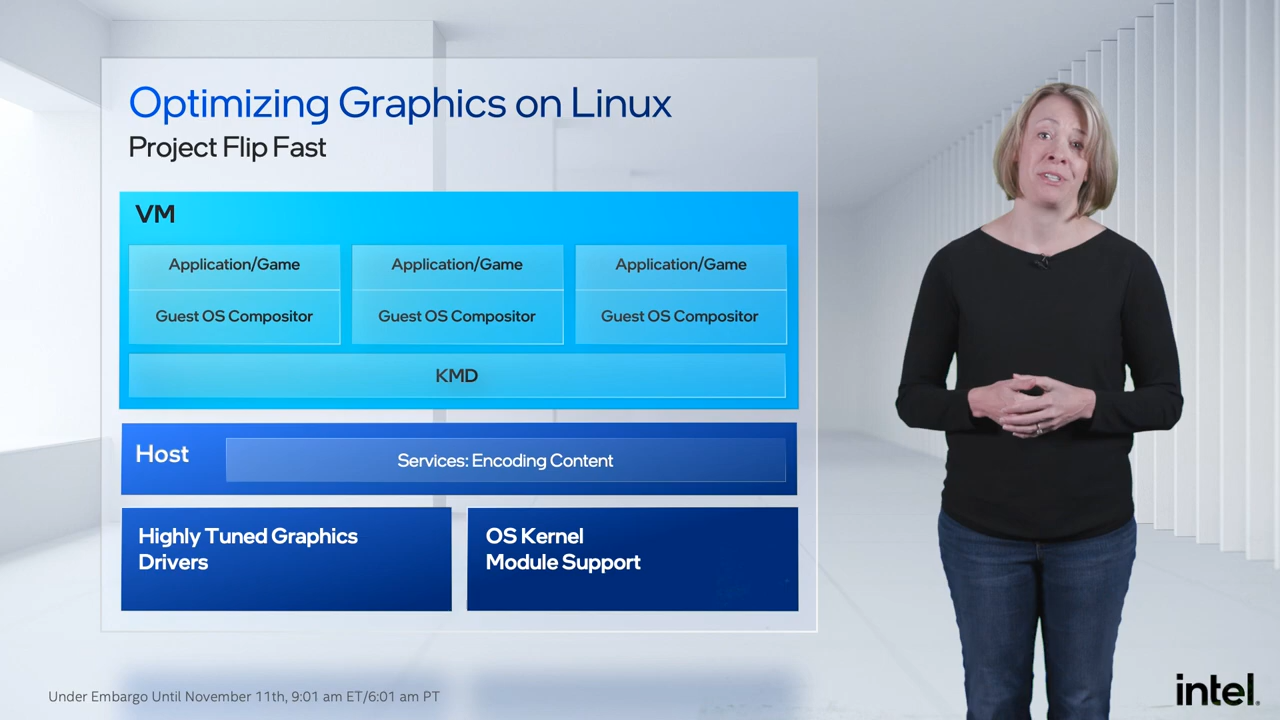 Optimizing Graphics on Linux
Project Flip Fast
VM
Application/Game
Application/Game
Application/Game
Guest OS Compositor
Guest OS Compositor
Guest OS Compositor
KMD
Host
Services: Encoding Content
Highly Tuned Graphics
Drivers
OS Kernel
Module Support
Under Embargo Until November 11th, 9:01 am ET/6:01 am PT
intel.